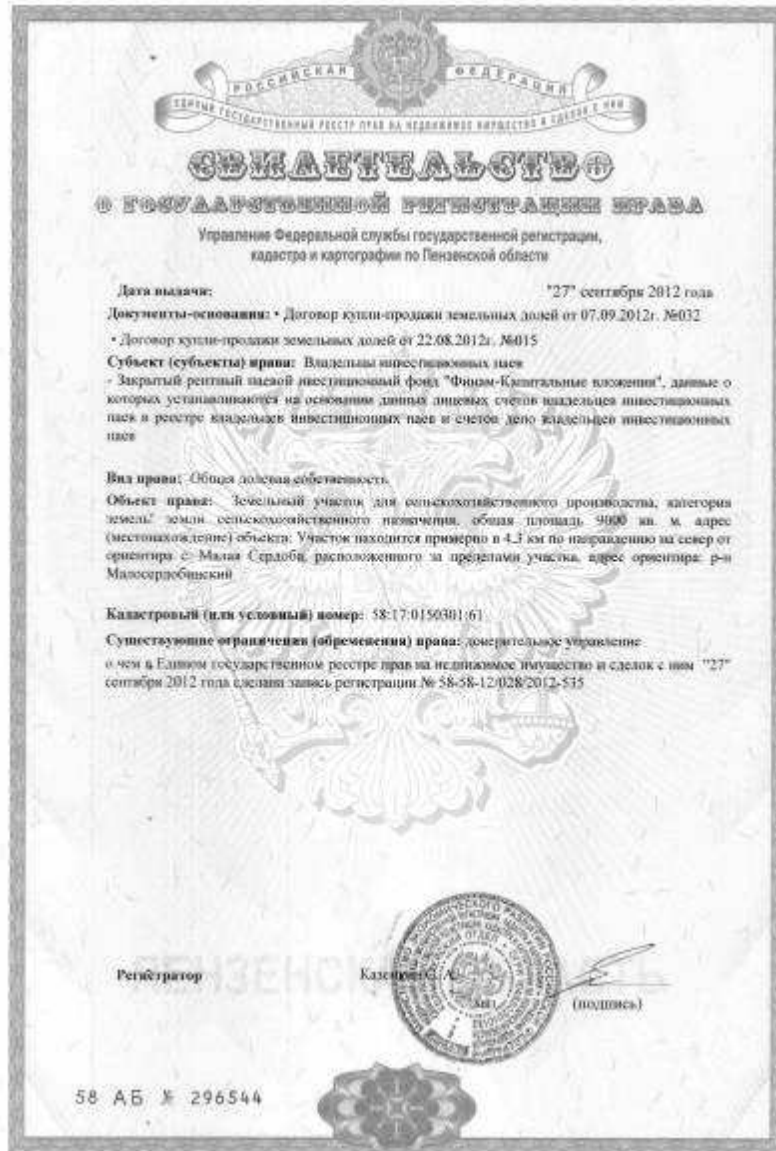 РОССИЙСКАЯ ФЕДЕРАЦИЯ
ЕДИНЫЙ ГОСУДАРСТВЕННЫЙ РЕЕСТР ПРАВ НА НЕДВИЖИМОЕ ИМУЩЕСТВО И СДЕЛОК С НИМ
СВИДЕТЕЛЬСТВО
О ГОСУДАРСТВЕННОЙ РЕГИСТРАЦИИ ПРАВА
Управление Федеральной службы государственной регистрации,
кадастра и картографии по Пензенской области
Дата выдачи: "27" сентября 2012 года
Документы-основания: • Договор купли-продажи земельных долей от 07.09.2012г. №032
• Договор купли-продажи земельных долей от 22.08.2012г. №015
Субъект (субъекты) права: Владельцы инвестиционных паев
- Закрытый рентный паевой инвестиционный фонд "Финам-Капитальные вложения", данные о
которых устанавливаются на основании данных лицевых счетов владельцев инвестиционных
паев в реестре владельцев инвестиционных паев и счетов депо владельцев инвестиционных
паев
Вид права: Общая долевая собственность
Объект права: Земельный участок для сельскохозяйственного производства, категория
земель: земли сельскохозяйственного назначения, общая площадь 9000 кв. м, адрес
(местонахождение) объекта: Участок находится примерно в 4,3 км по направлению на север от
ориентира с. Малая Сердоба, расположенного за пределами участка, адрес ориентира: р-н
Малосердобинский
Кадастровый (или условный) номер: 58:17:0150301:61
Существующие ограничения (обременения) права: доверительное управление
о чем в Едином государственном реестре прав на недвижимое имущество и сделок с ним "27"
сентября 2012 года сделана запись регистрации № 58-58-12/028/2012-535
ПЕНЗЕНСКАЯ ОБЛАСТЬ
Регистратор
(подпись)
58 АБ № 296544